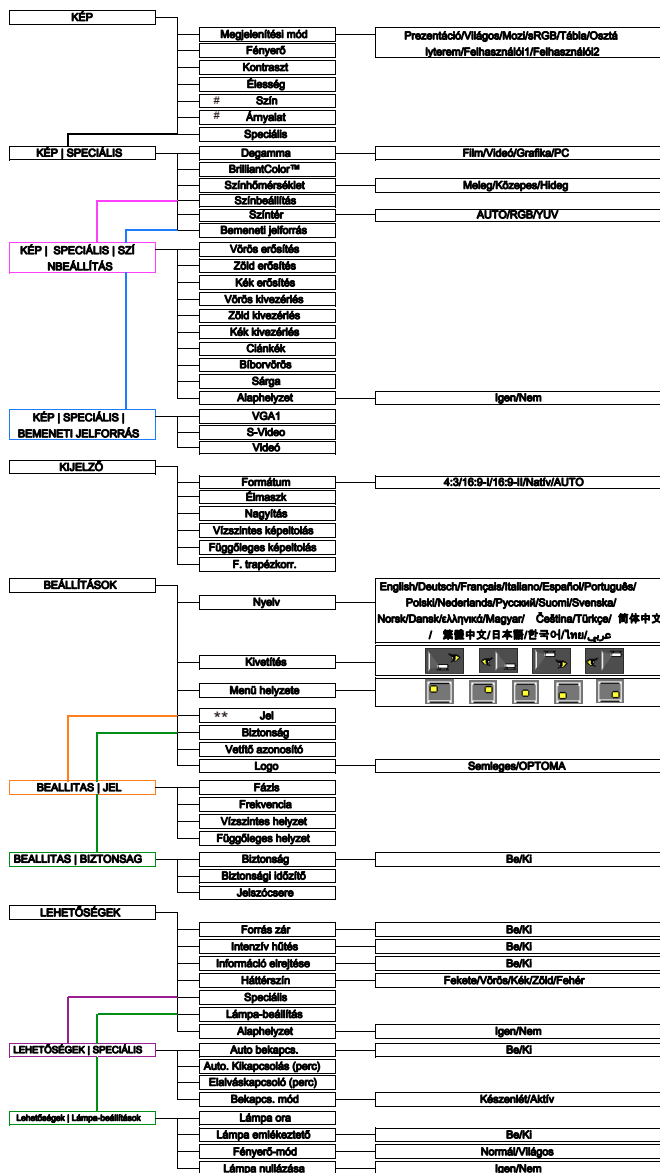 KÉP
Megjelenítési mód
Prezentáció/Világos/Mozi/sRGB/Tábla/Osztá
lyterem/Felhasználói1/Felhasználói2
Fényerő
Kontraszt
Élesség
# Szín
# Árnyalat
Speciális
KÉP | SPECIÁLIS
Degamma
Film/Videó/Grafika/PC
BrilliantColor™
Színhőmérséklet
Meleg/Közepes/Hideg
Színbeállítás
Színtér
AUTO/RGB/YUV
Bemeneti jelforrás
KÉP | SPECIÁLIS | SZÍ
NBEÁLLÍTÁS
Vörös erősítés
Zöld erősítés
Kék erősítés
Vörös kivezérlés
Zöld kivezérlés
Kék kivezérlés
Ciánkék
Bíborvörös
Sárga
Alaphelyzet
Igen/Nem
KÉP | SPECIÁLIS |
BEMENETI JELFORRÁS
VGA1
S-Video
Videó
KIJELZŐ
Formátum
4:3/16:9-I/16:9-II/Natív/AUTO
Élmaszk
Nagyítás
Vízszintes képeltolás
Függőleges képeltolás
F. trapézkorr.
BEÁLLÍTÁSOK
Nyelv
English/Deutsch/Français/Italiano/Español/Português/
Polski/Nederlands/Русский/Suomi/Svenska/
Norsk/Dansk/ελληνικά/Magyar/ Čeština/Türkçe/ 简体中文
/ 繁體中文/日本語/한국어/ไทย/عربي
Kivetítés
Menü helyzete
** Jel
Biztonság
Vetítő azonosító
Logo
Semleges/OPTOMA
BEALLITAS | JEL
Fázis
Frekvencia
Vízszintes helyzet
Függőleges helyzet
BEALLITAS | BIZTONSAG
Biztonság
Be/Ki
Biztonsági időzítő
Jelszócsere
LEHETŐSÉGEK
Forrás zár
Be/Ki
Intenzív hűtés
Be/Ki
Információ elrejtése
Be/Ki
Háttérszín
Fekete/Vörös/Kék/Zöld/Fehér
Speciális
Lámpa-beállítás
Alaphelyzet
Igen/Nem
LEHETŐSÉGEK | SPECIÁLIS
Auto bekapcs.
Be/Ki
Auto. Kikapcsolás (perc)
Elalváskapcsoló (perc)
Bekapcs. mód
Készenlét/Aktív
Lehetőségek | Lámpa-beállítások
Lámpa ora
Lámpa emlékeztető
Be/Ki
Fényerő-mód
Normál/Világos
Lámpa nullázása
Igen/Nem